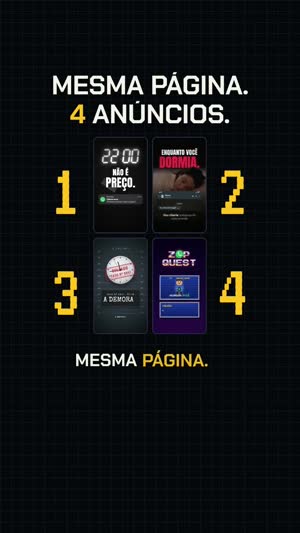 MESMA PÁGINA.
4 ANÚNCIOS.
1
22:00
NÃO É
PREÇO.
ENQUANTO VOCÊ
DORMIA.
2
3
A DEMORA
ZAP
QUEST
4
MESMA PÁGINA.